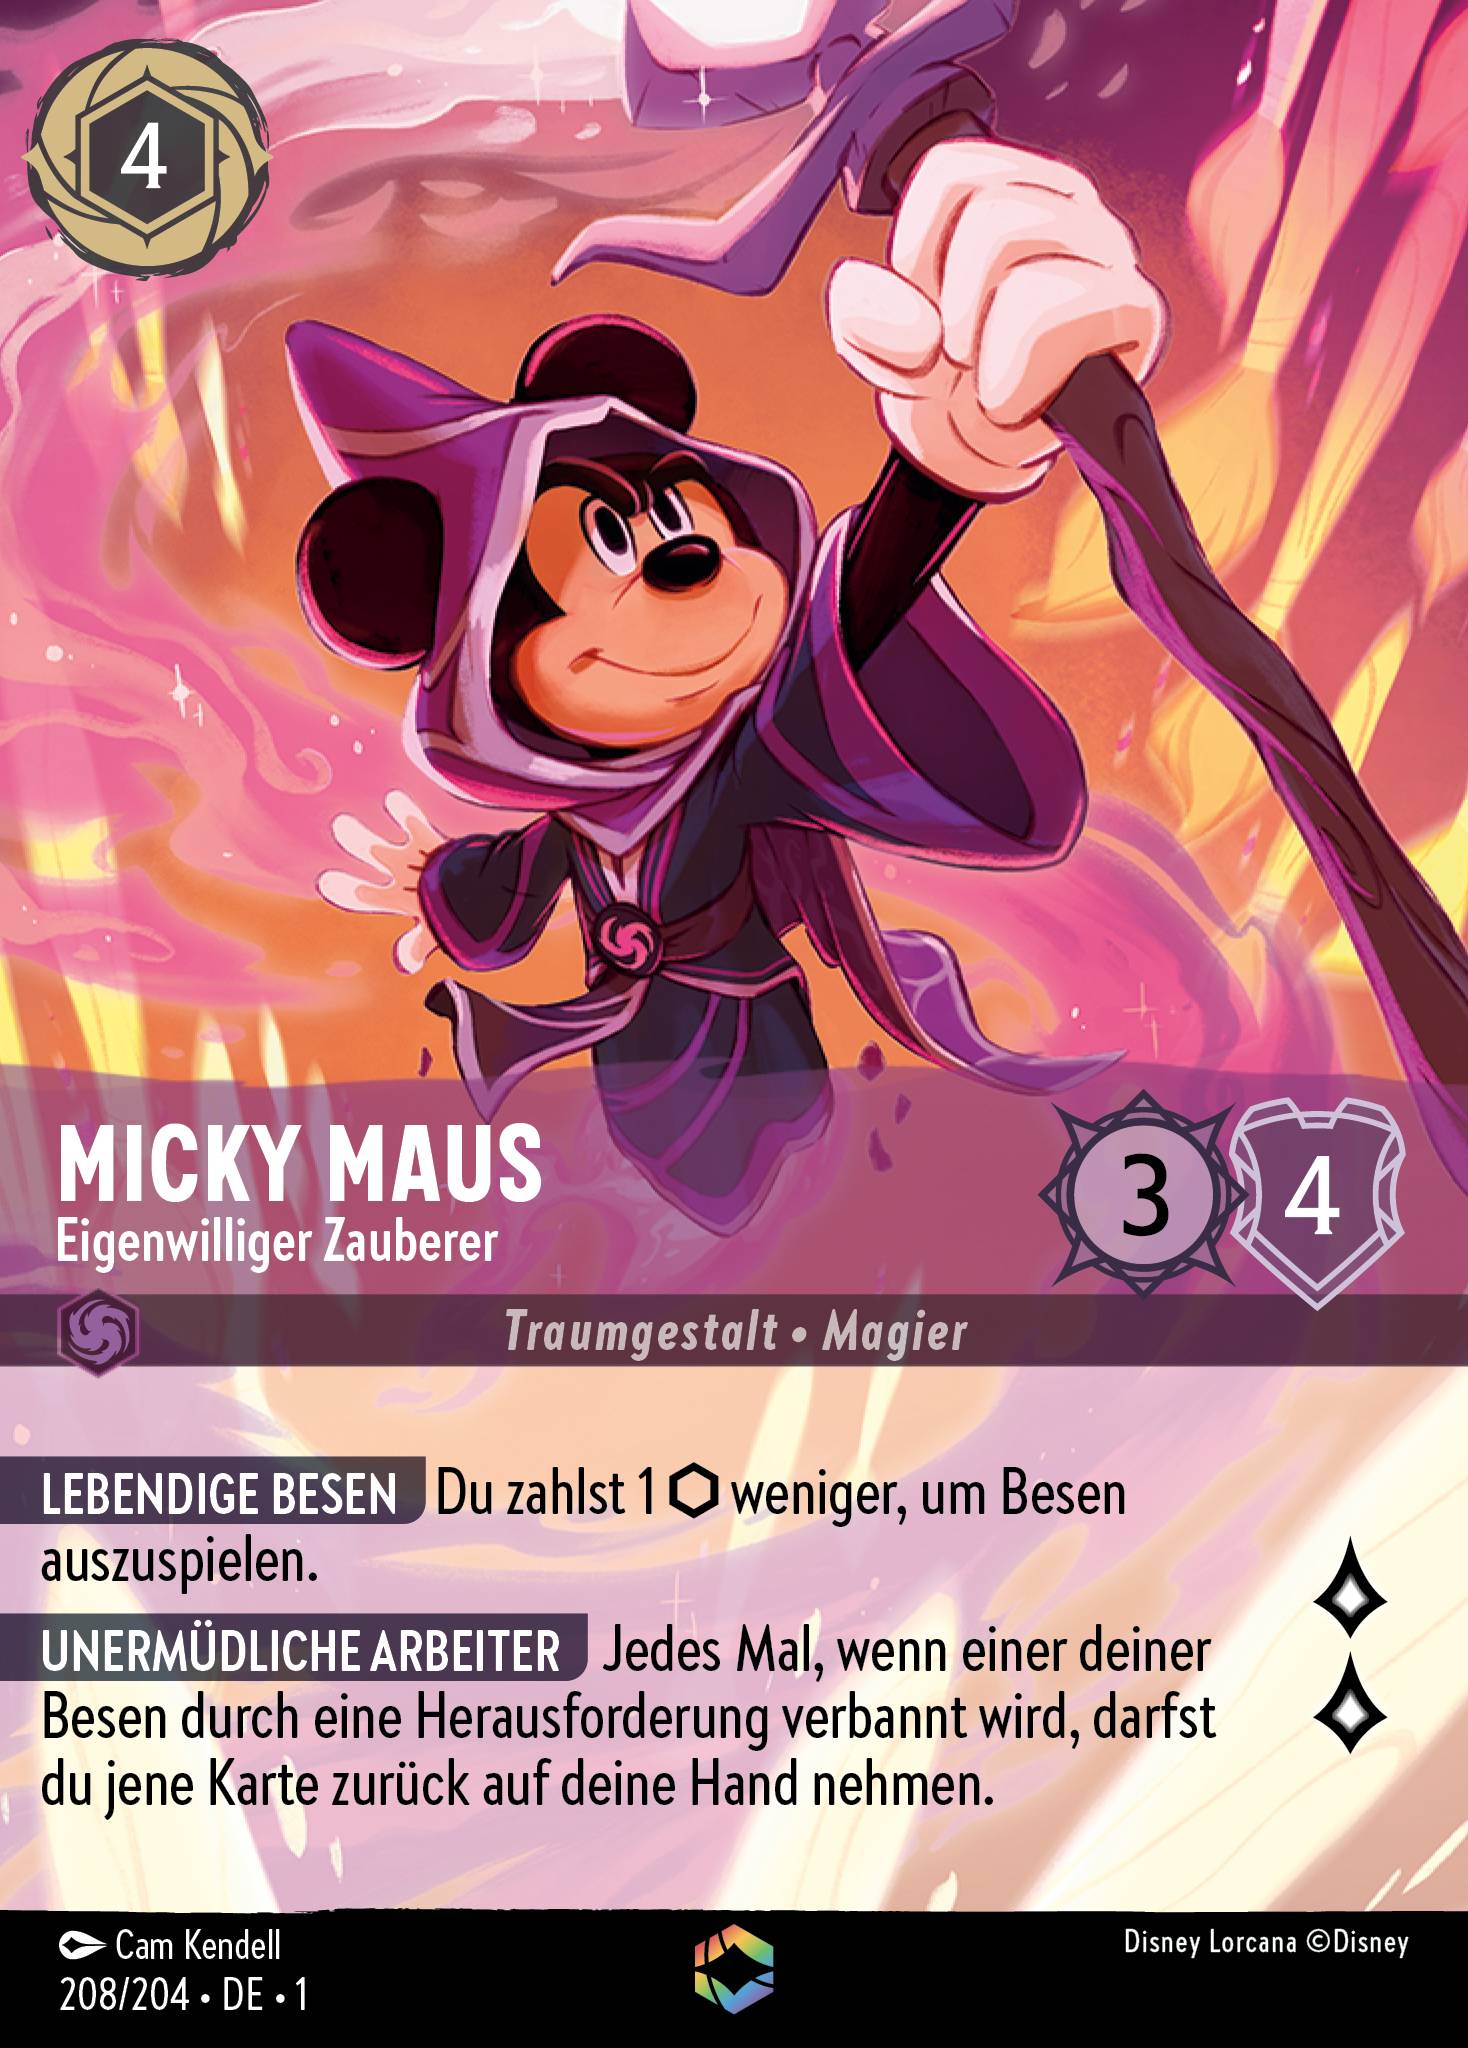 4
MICKY MAUS
Eigenwilliger Zauberer
3 4
Traumgestalt • Magier
LEBENDIGE BESEN Du zahlst 1 ⬡ weniger, um Besen
auszuspielen.
UNERMÜDLICHE ARBEITER Jedes Mal, wenn einer deiner
Besen durch eine Herausforderung verbannt wird, darfst
du jene Karte zurück auf deine Hand nehmen.
Cam Kendell
208/204 • DE • 1
Disney Lorcana ©Disney